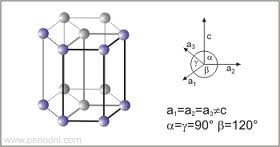 c
a₃
α
γ
β
a₂
a₁
a₁=a₂=a₃≠c
α=γ=90° β=120°
www.periodni.com